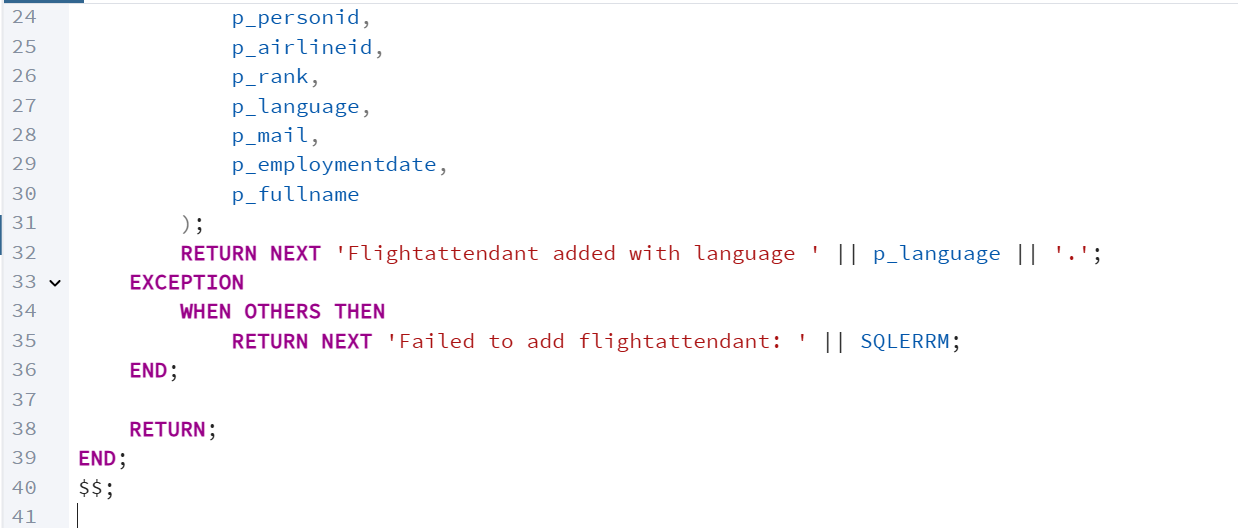 24 p_personid,
25 p_airlineid,
26 p_rank,
27 p_language,
28 p_mail,
29 p_employmentdate,
30 p_fullname
31 );
32 RETURN NEXT 'Flightattendant added with language ' || p_language || '.';
33 EXCEPTION
34 WHEN OTHERS THEN
35 RETURN NEXT 'Failed to add flightattendant: ' || SQLERRM;
36 END;
37
38 RETURN;
39 END;
40 $$;
41